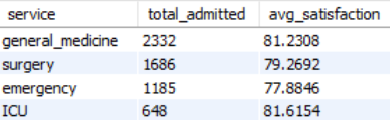 service total_admitted avg_satisfaction
general_medicine 2332 81.2308
surgery 1686 79.2692
emergency 1185 77.8846
ICU 648 81.6154